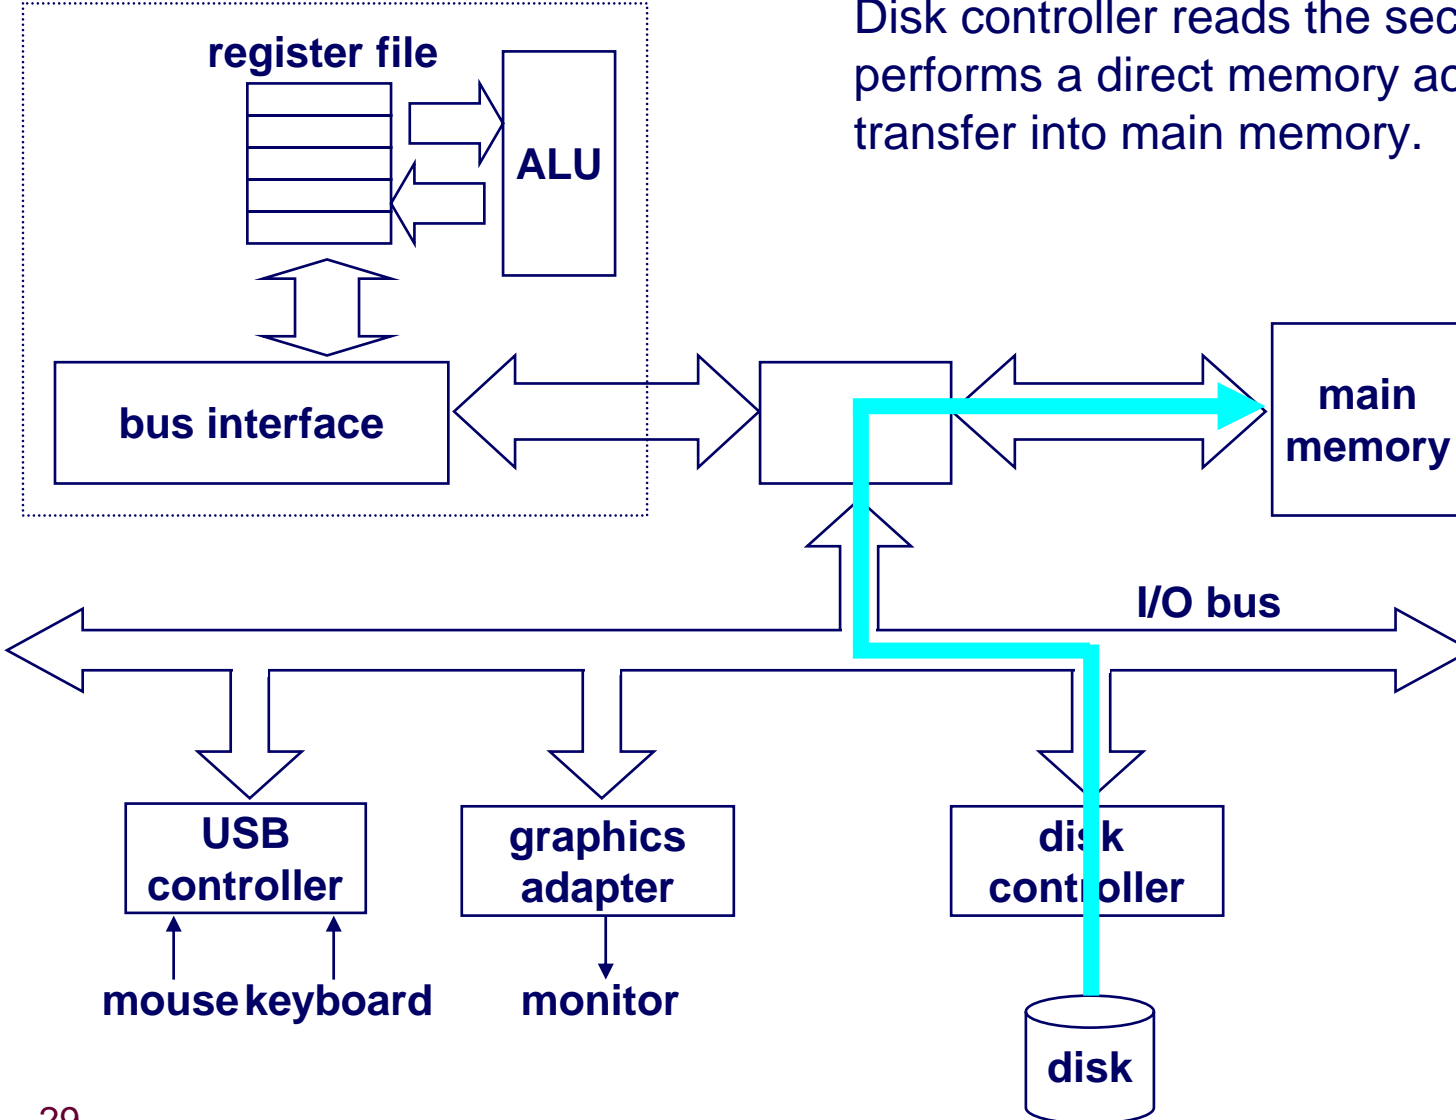 Disk controller reads the sec
performs a direct memory ac
transfer into main memory.
register file
ALU
bus interface
main
memory
I/O bus
USB
controller
graphics
adapter
disk
controller
mouse keyboard
monitor
disk
29